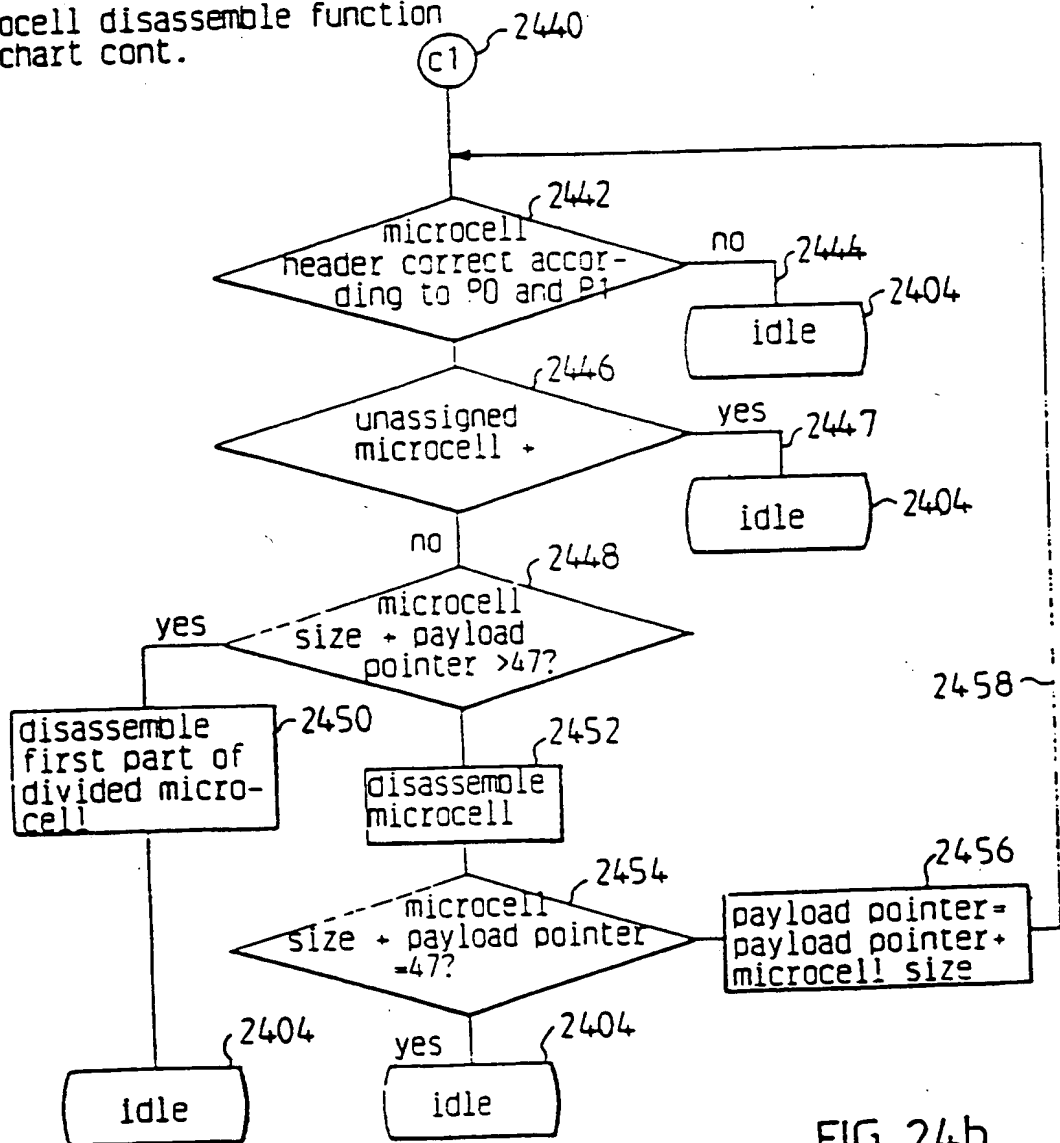 ocell disassemble function
chart cont.
2440
c1
2442
microcell
header correct accor-
ding to P0 and P1
no
2444
2404
idle
2446
unassigned
microcell +
yes
2447
2404
idle
no
2448
microcell
size + payload
pointer >47?
yes
2458
2450
disassemble
first part of
divided micro-
cell
2452
disassemble
microcell
2454
microcell
size + payload pointer
=47?
2456
payload pointer=
payload pointer+
microcell size
2404
idle
yes
2404
idle
FIG. 24b